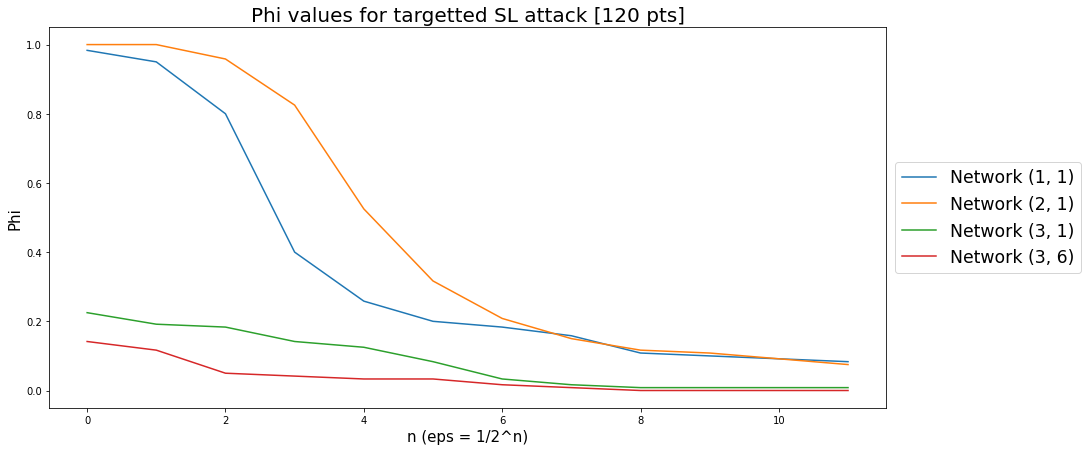 Phi values for targetted SL attack [120 pts]
Phi
1.0
0.8
0.6
0.4
0.2
0.0
0 2 4 6 8 10
n (eps = 1/2^n)
Network (1, 1)
Network (2, 1)
Network (3, 1)
Network (3, 6)